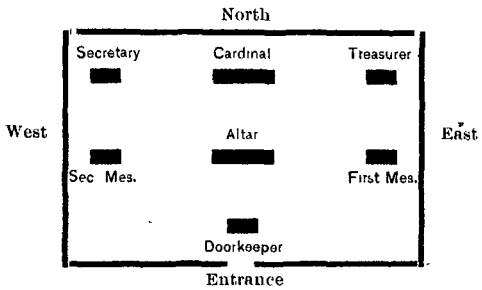 North
Secretary Cardinal Treasurer
West East
Altar
Sec Mes. First Mes.
Doorkeeper
Entrance